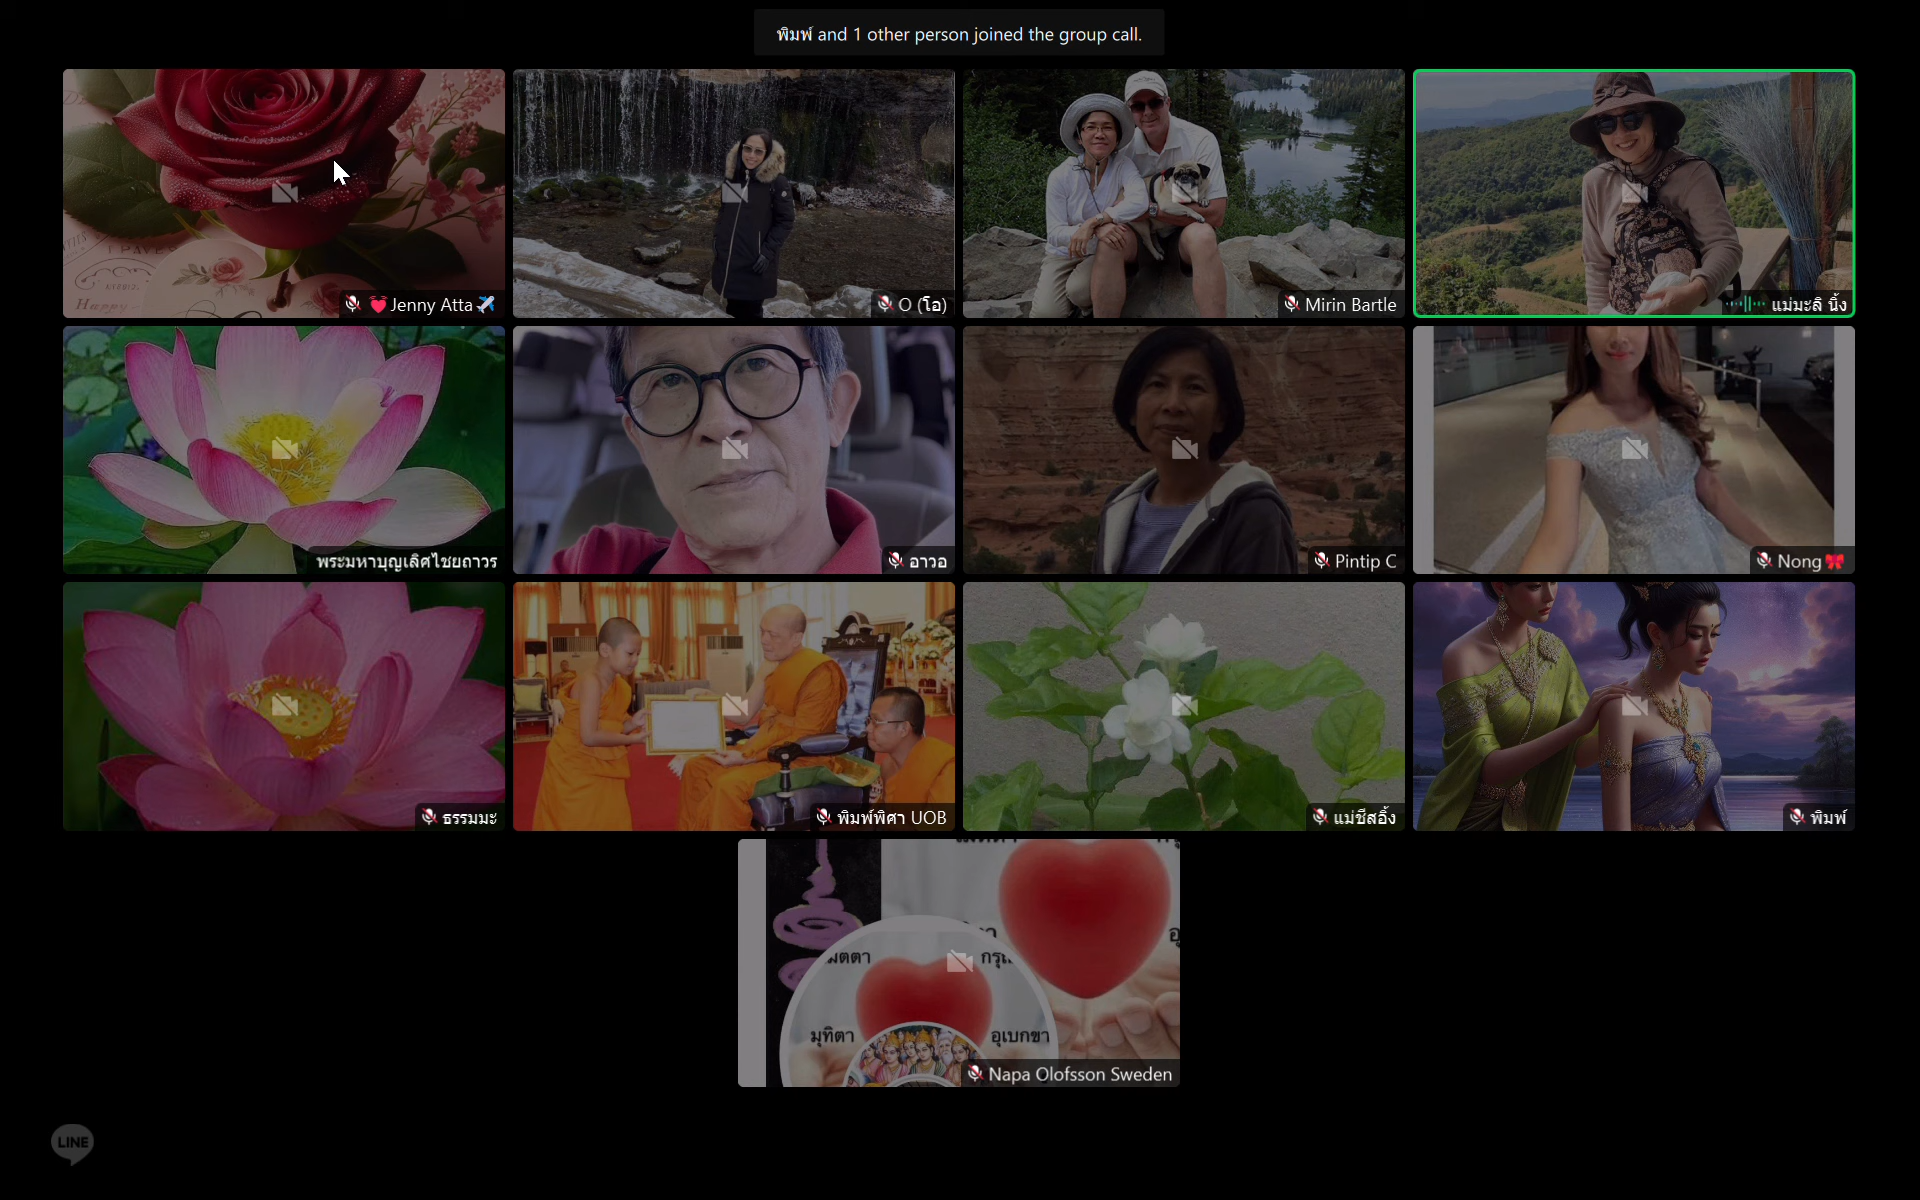 พิมพ์ and 1 other person joined the group call.
💓Jenny Atta✈️
O (โอ)
Mirin Bartle
แม่มะลิ นิ้ง
พระมหาบุญเลิศไชยถาวร
อาวอ
Pintip C
Nong🎀
ธรรมมะ
พิมพ์พิศา UOB
แม่ชีสอิ้ง
พิมพ์
มุทิตา
อุเบกขา
Napa Olofsson Sweden
LINE